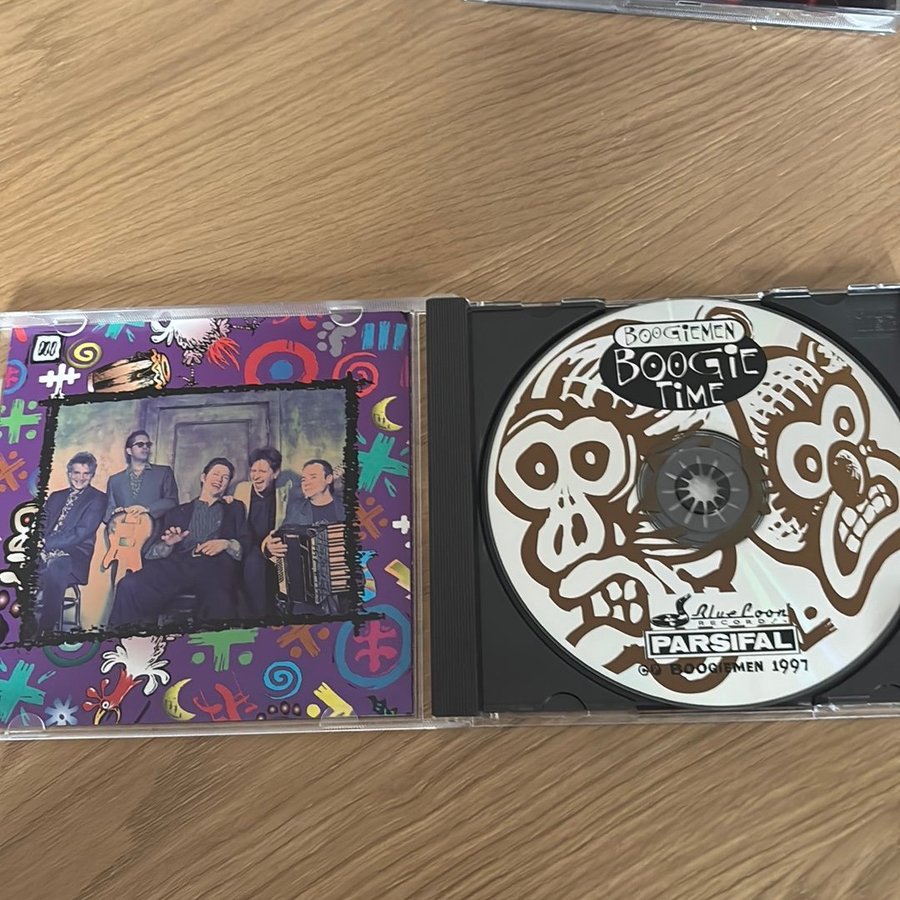 BOOGiEMEN
BOOGiE
TiME
Blue Loon
RECORDS
PARSIFAL
BOOGIEMEN 1997